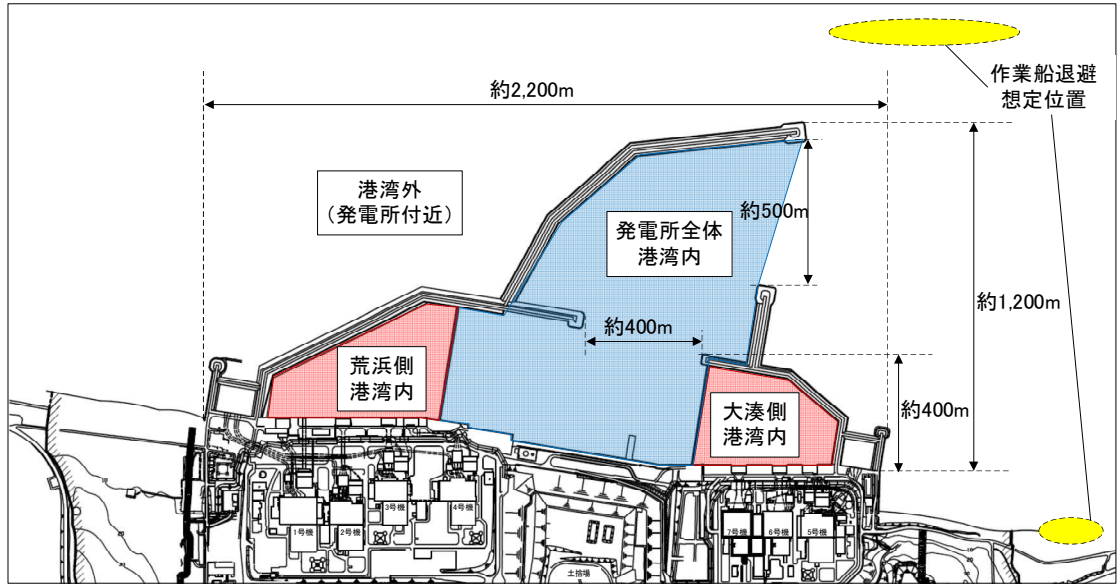 作業船退避
想定位置
約2,200m
港湾外
（発電所付近）
約500m
発電所全体
港湾内
約1,200m
約400m
荒浜側
港湾内
大湊側
港湾内
約400m
1号機
2号機
3号機
4号機
7号機
6号機
5号機
土捨場